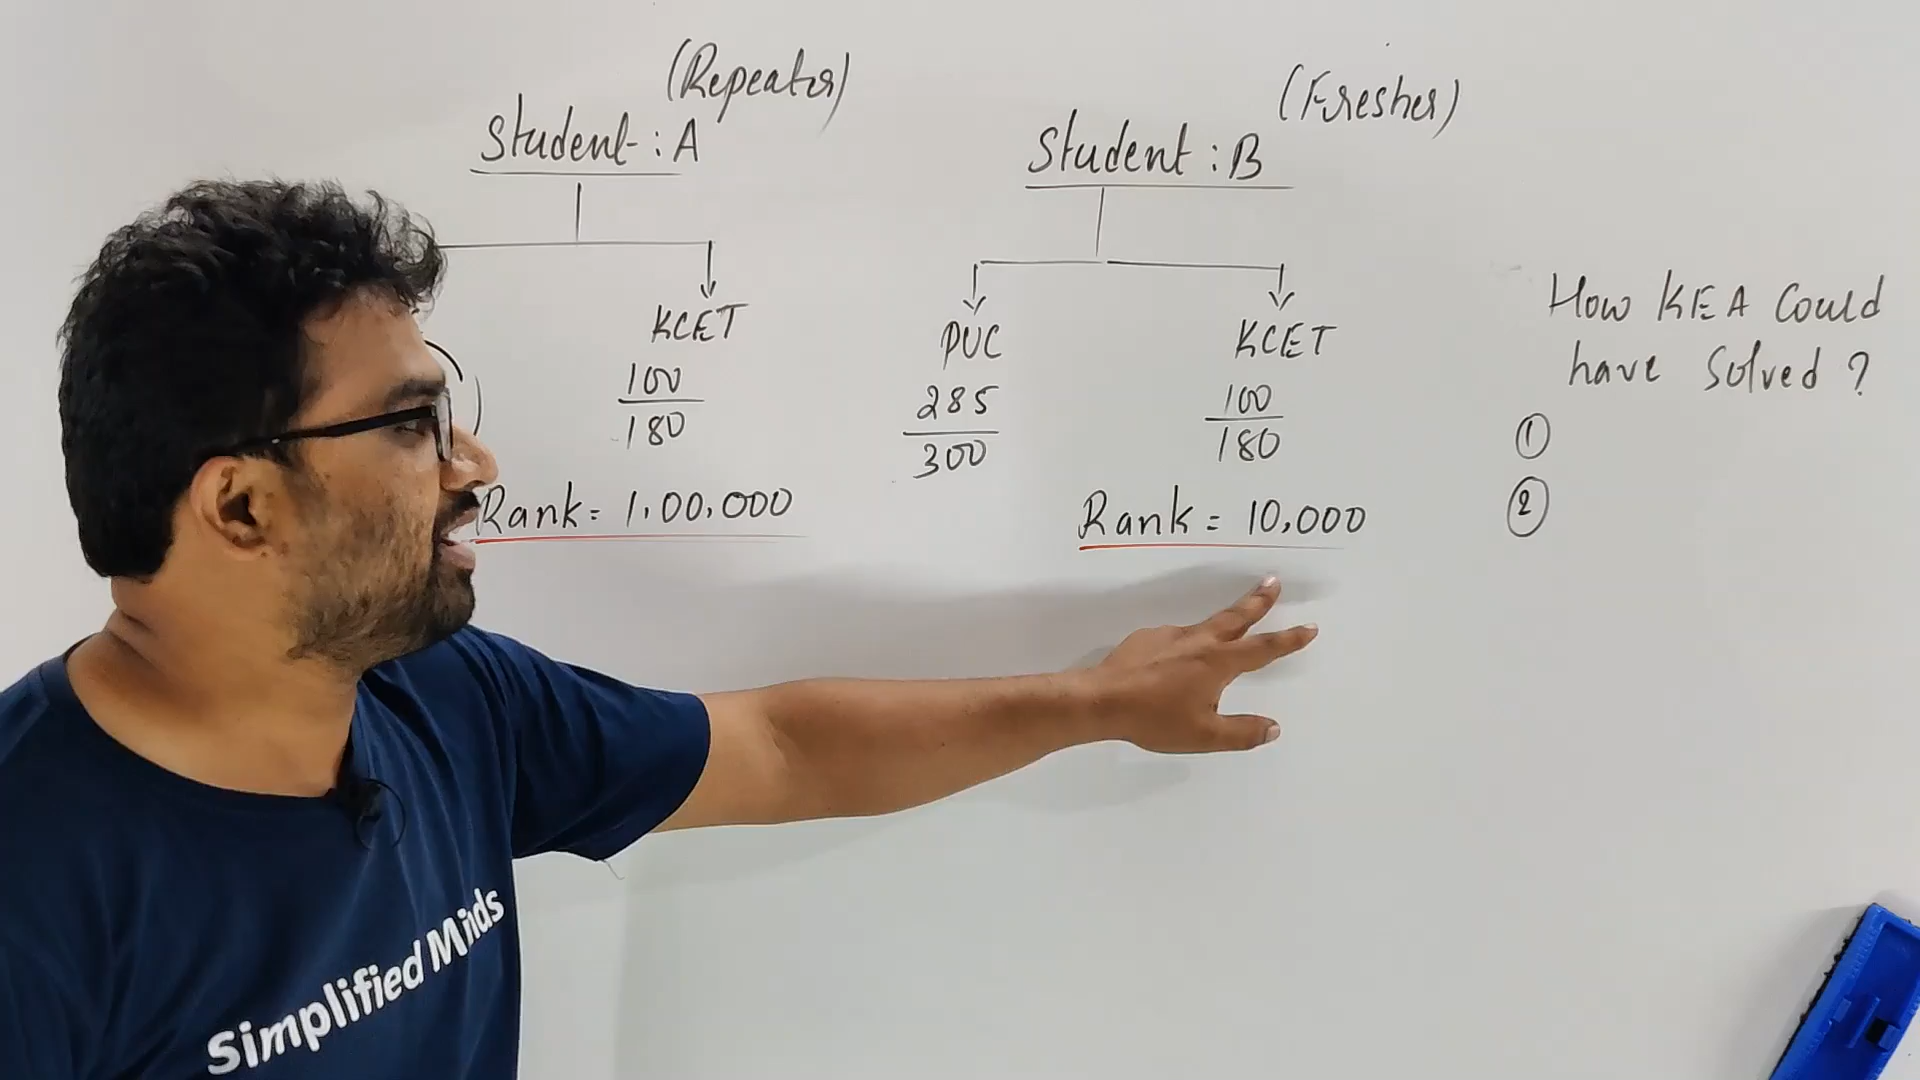 (Repeater)
Student : A
KCET
100
180
Rank = 1,00,000
(Fresher)
Student : B
PUC
285
300
KCET
100
180
Rank = 10,000
How KEA Could
have Solved ?
1
2
Simplified Minds